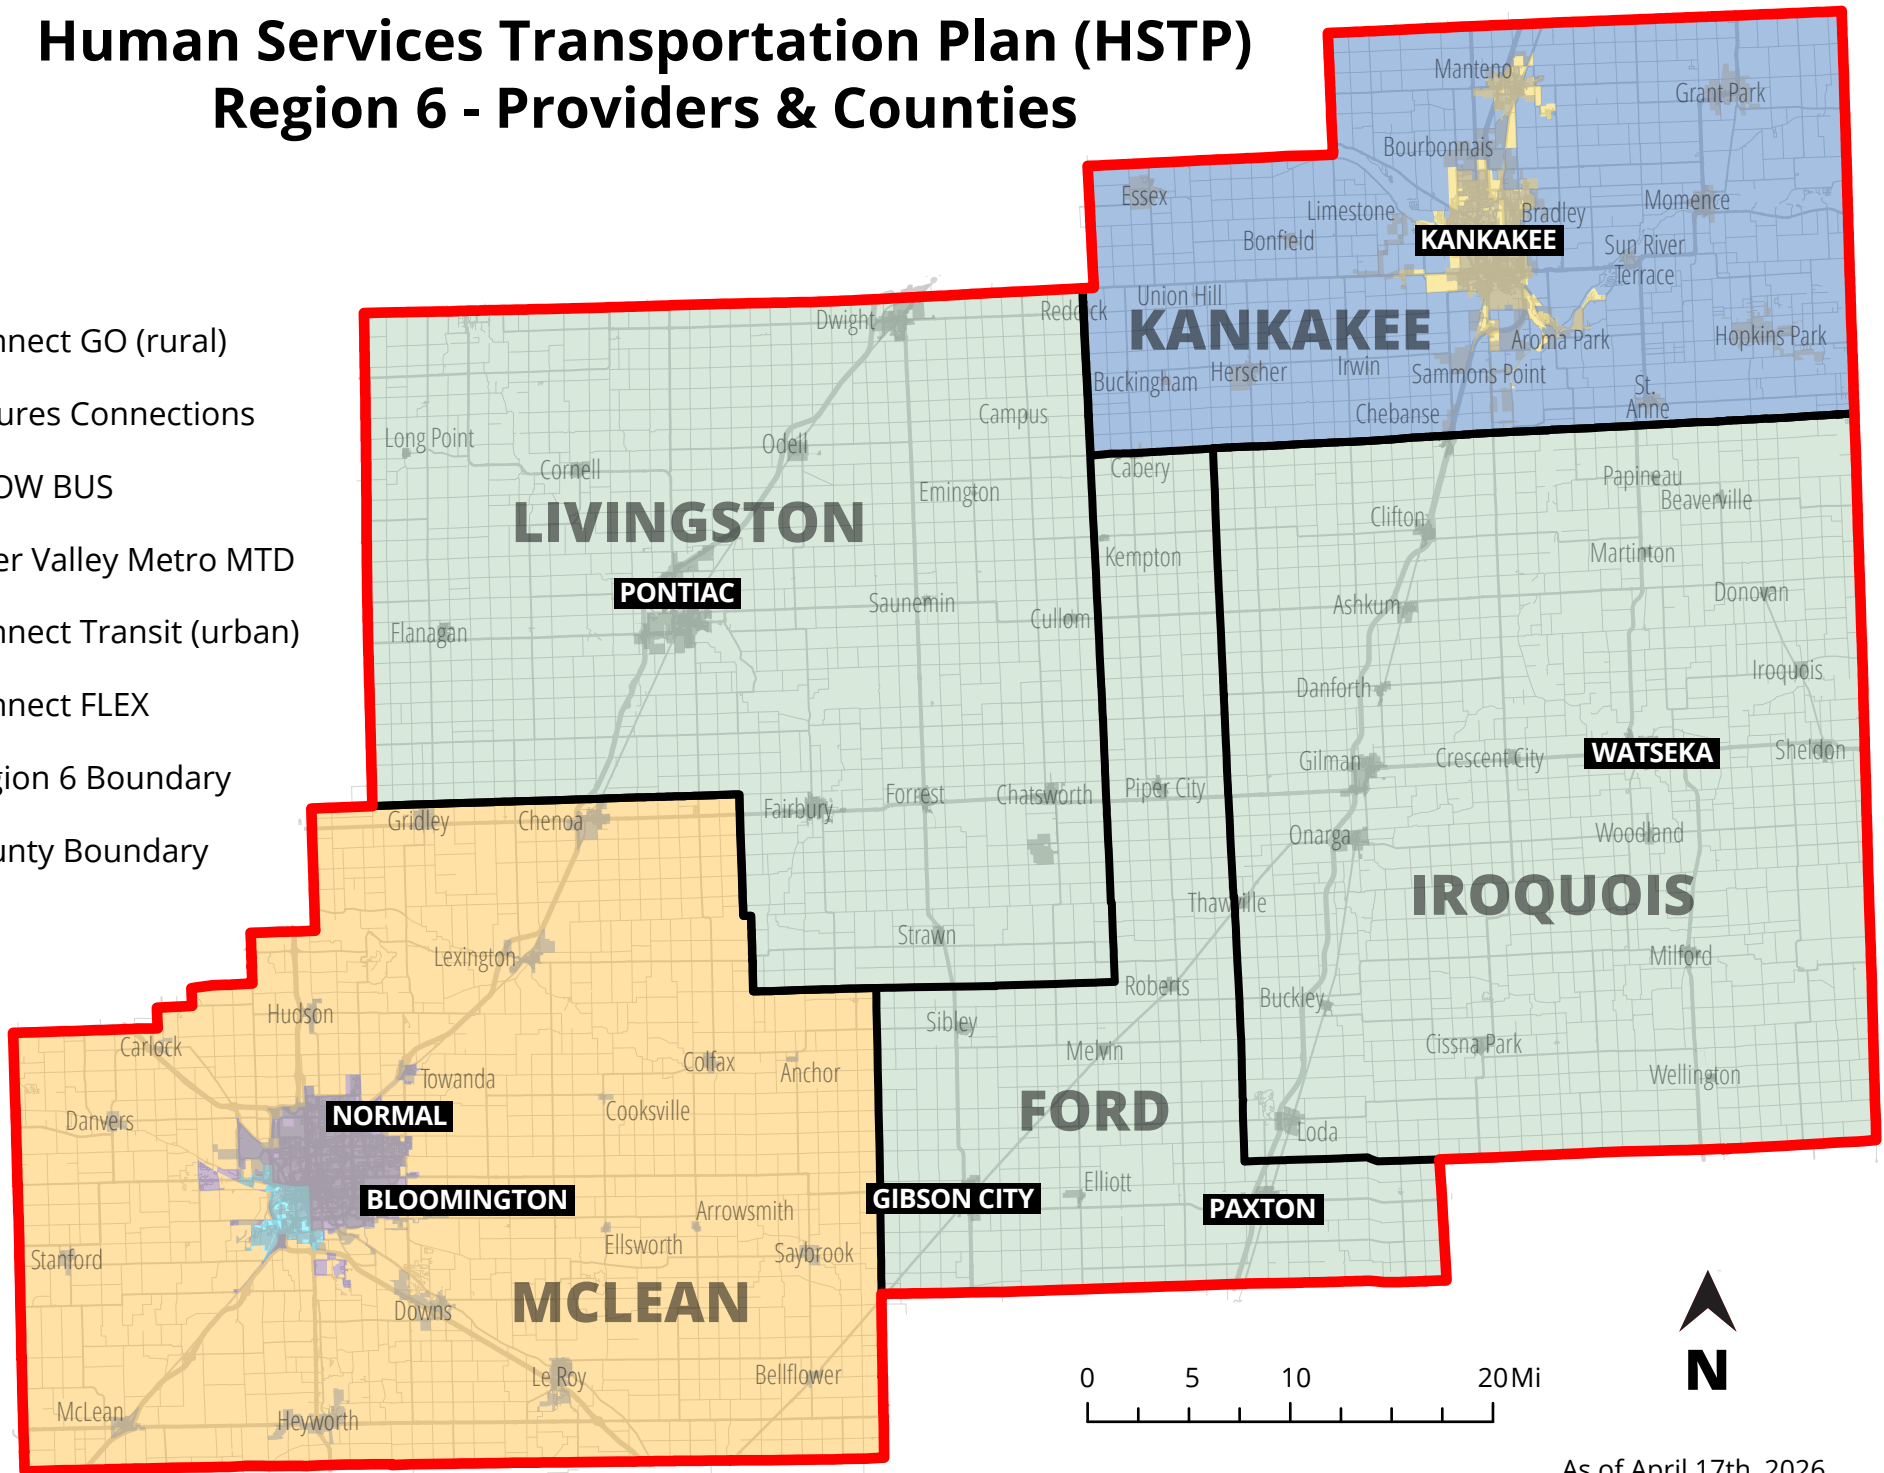 Human Services Transportation Plan (HSTP)
Region 6 - Providers & Counties
nnect GO (rural)
ures Connections
OW BUS
er Valley Metro MTD
nnect Transit (urban)
nnect FLEX
gion 6 Boundary
unty Boundary
Manteno
Grant Park
Bourbonnais
Essex
Limestone
Bradley
Momence
Bonfield
KANKAKEE
Sun River
Terrace
Union Hill
Reddick
KANKAKEE
Aroma Park
Hopkins Park
Buckingham
Herscher
Irwin
Sammons Point
St.
Anne
Chebanse
Dwight
Campus
Long Point
Odell
Cornell
Emington
LIVINGSTON
PONTIAC
Saunemin
Cullom
Flanagan
Fairbury
Forrest
Chatsworth
Strawn
Cabery
Kempton
Piper City
Thawville
Roberts
Sibley
Melvin
FORD
Elliott
GIBSON CITY
PAXTON
Papineau
Beaverville
Clifton
Martinton
Donovan
Ashkum
Iroquois
Danforth
WATSEKA
Gilman
Crescent City
Sheldon
Onarga
Woodland
IROQUOIS
Milford
Buckley
Cissna Park
Wellington
Loda
Gridley
Chenoa
Lexington
Hudson
Carlock
Towanda
Colfax
Anchor
Danvers
NORMAL
Cooksville
BLOOMINGTON
Arrowsmith
Ellsworth
Saybrook
Stanford
MCLEAN
Downs
Le Roy
Bellflower
McLean
Heyworth
0 5 10 20 Mi
N
As of April 17th, 2026